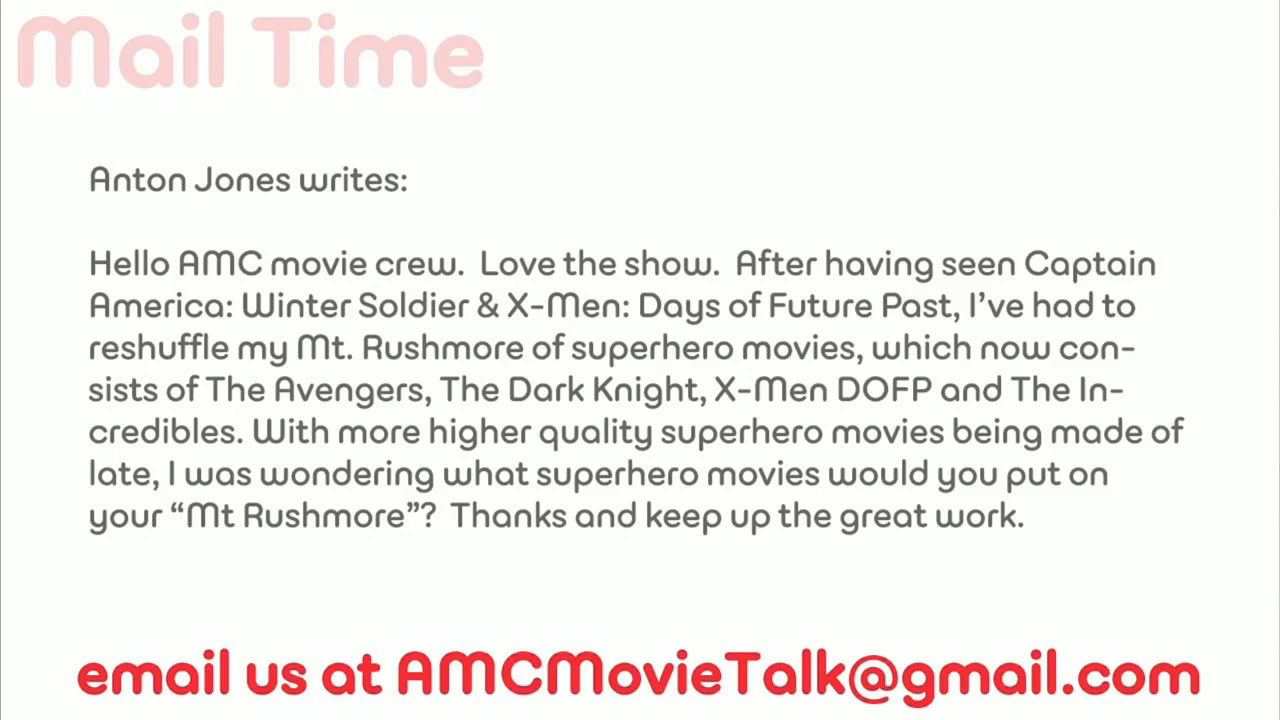 Mail Time
Anton Jones writes:
Hello AMC movie crew.  Love the show.  After having seen Captain
America: Winter Soldier & X-Men: Days of Future Past, I’ve had to
reshuffle my Mt. Rushmore of superhero movies, which now con-
sists of The Avengers, The Dark Knight, X-Men DOFP and The In-
credibles. With more higher quality superhero movies being made of
late, I was wondering what superhero movies would you put on
your “Mt Rushmore”?  Thanks and keep up the great work.
email us at AMCMovieTalk@gmail.com